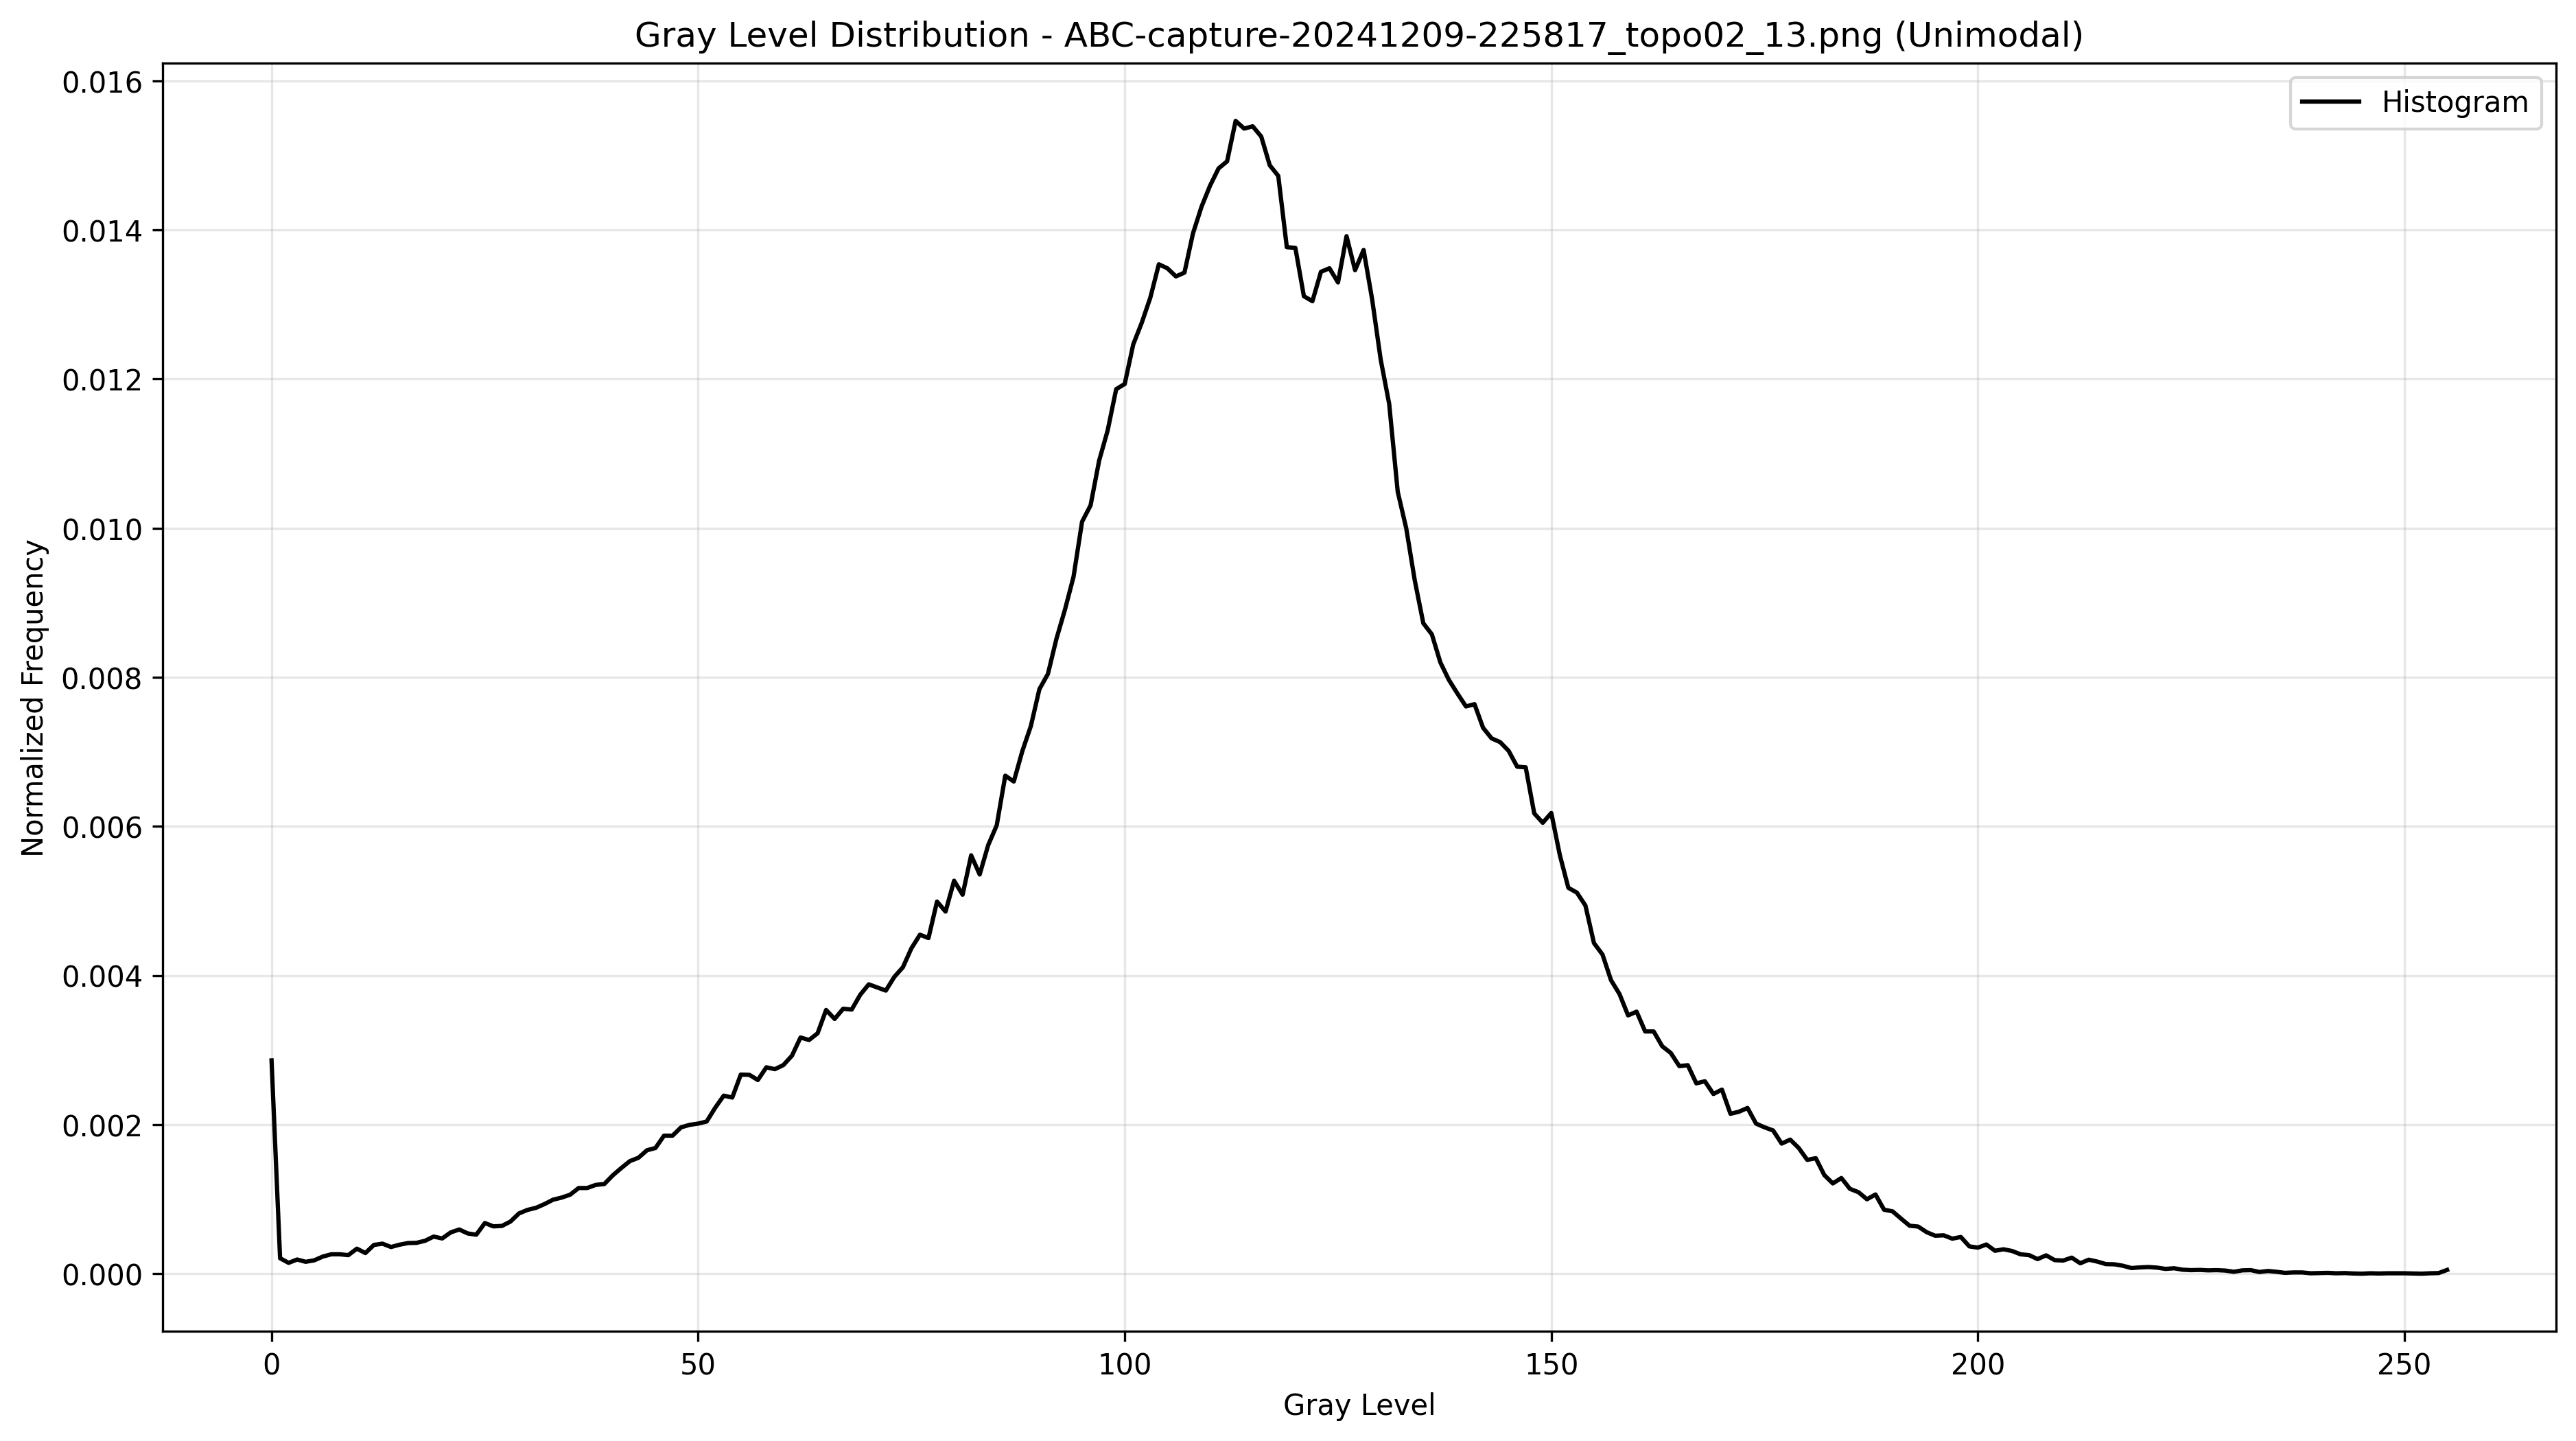 Gray Level Distribution - ABC-capture-20241209-225817_topo02_13.png (Unimodal)
Histogram
0.016
0.014
0.012
0.010
0.008
0.006
0.004
0.002
0.000
Normalized Frequency
0 50 100 150 200 250
Gray Level